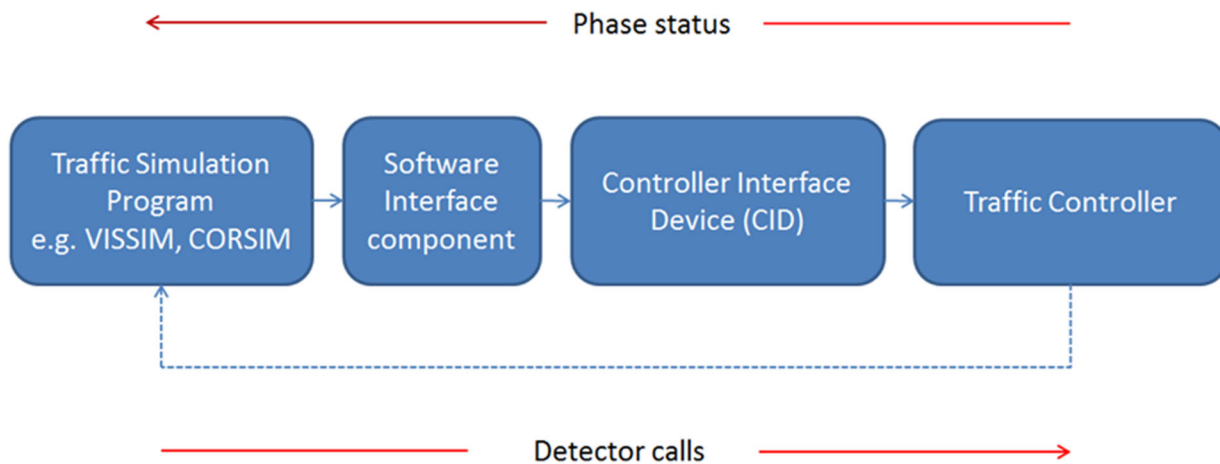 Phase status
Traffic Simulation
Program
e.g. VISSIM, CORSIM
Software
Interface
component
Controller Interface
Device (CID)
Traffic Controller
Detector calls